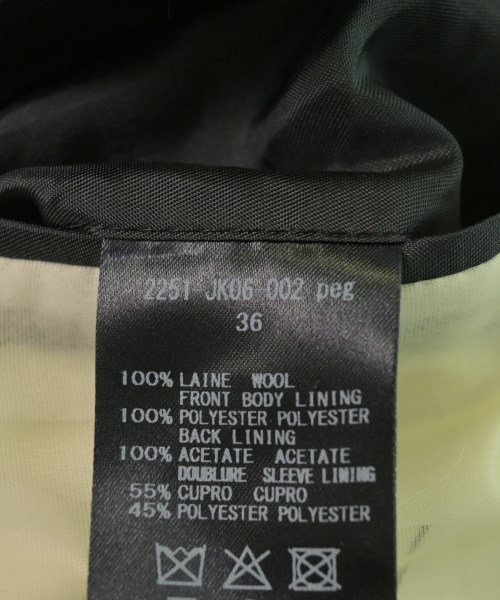 2251 JK06 002 peg
36
100% LAINE WOOL
FRONT BODY LINING
100% POLYESTER POLYESTER
BACK LINING
100% ACETATE ACETATE
DOUBLURE SLEEVE LINING
55% CUPRO CUPRO
45% POLYESTER POLYESTER